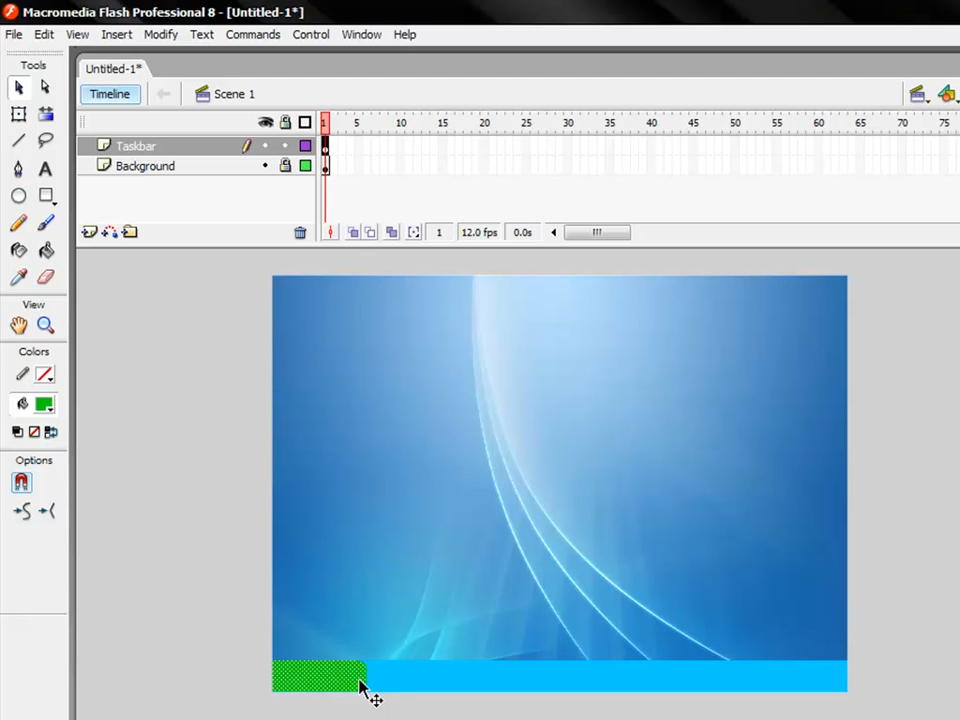 Macromedia Flash Professional 8 - [Untitled-1*]
File Edit View Insert Modify Text Commands Control Window Help
Tools
Untitled-1*
Timeline
Scene 1
1 5 10 15 20 25 30 35 40 45 50 55 60 65 70 75
Taskbar
Background
1 12.0 fps 0.0s
View
Colors
Options